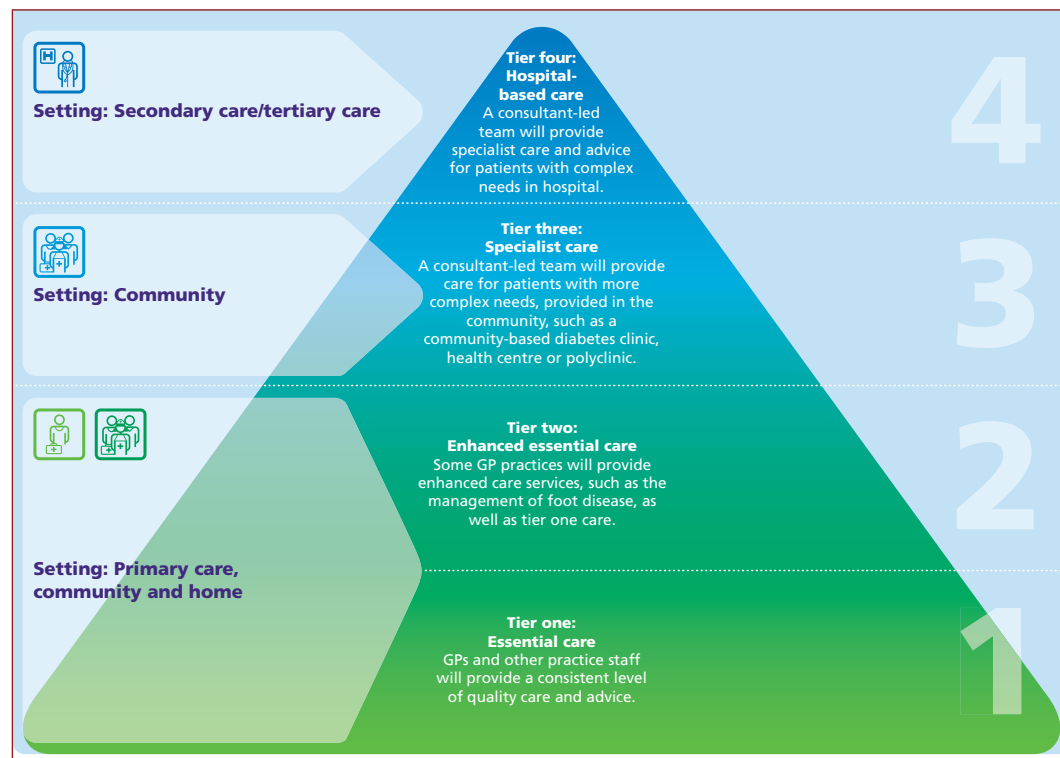 H
Setting: Secondary care/tertiary care
Tier four:
Hospital-
based care
A consultant-led
team will provide
specialist care and advice
for patients with complex
needs in hospital.
4
Setting: Community
Tier three:
Specialist care
A consultant-led team will provide
care for patients with more
complex needs, provided in the
community, such as a
community-based diabetes clinic,
health centre or polyclinic.
3
Setting: Primary care,
community and home
Tier two:
Enhanced essential care
Some GP practices will provide
enhanced care services, such as the
management of foot disease, as
well as tier one care.
2
Tier one:
Essential care
GPs and other practice staff
will provide a consistent level
of quality care and advice.
1